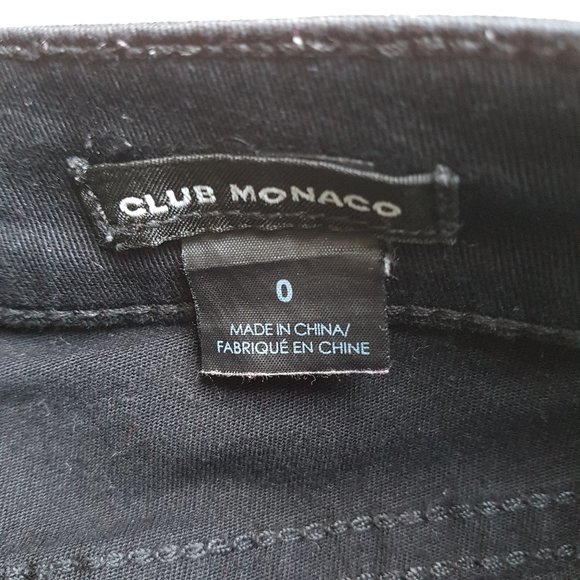 CLUB MONACO
0
MADE IN CHINA/
FABRIQUÉ EN CHINE